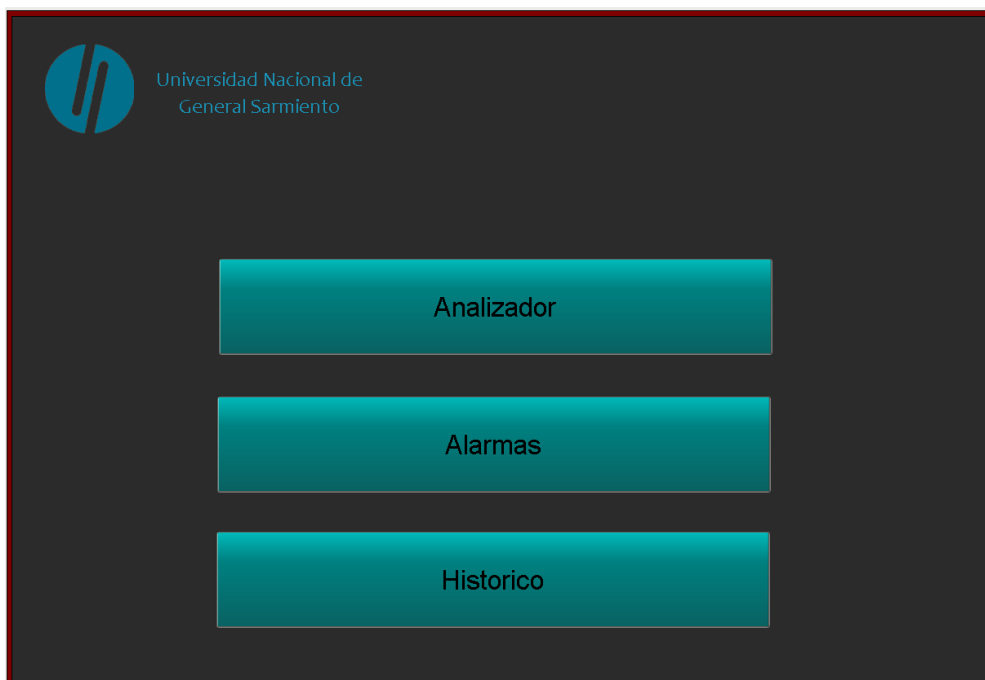 Universidad Nacional de
General Sarmiento
Analizador
Alarmas
Historico